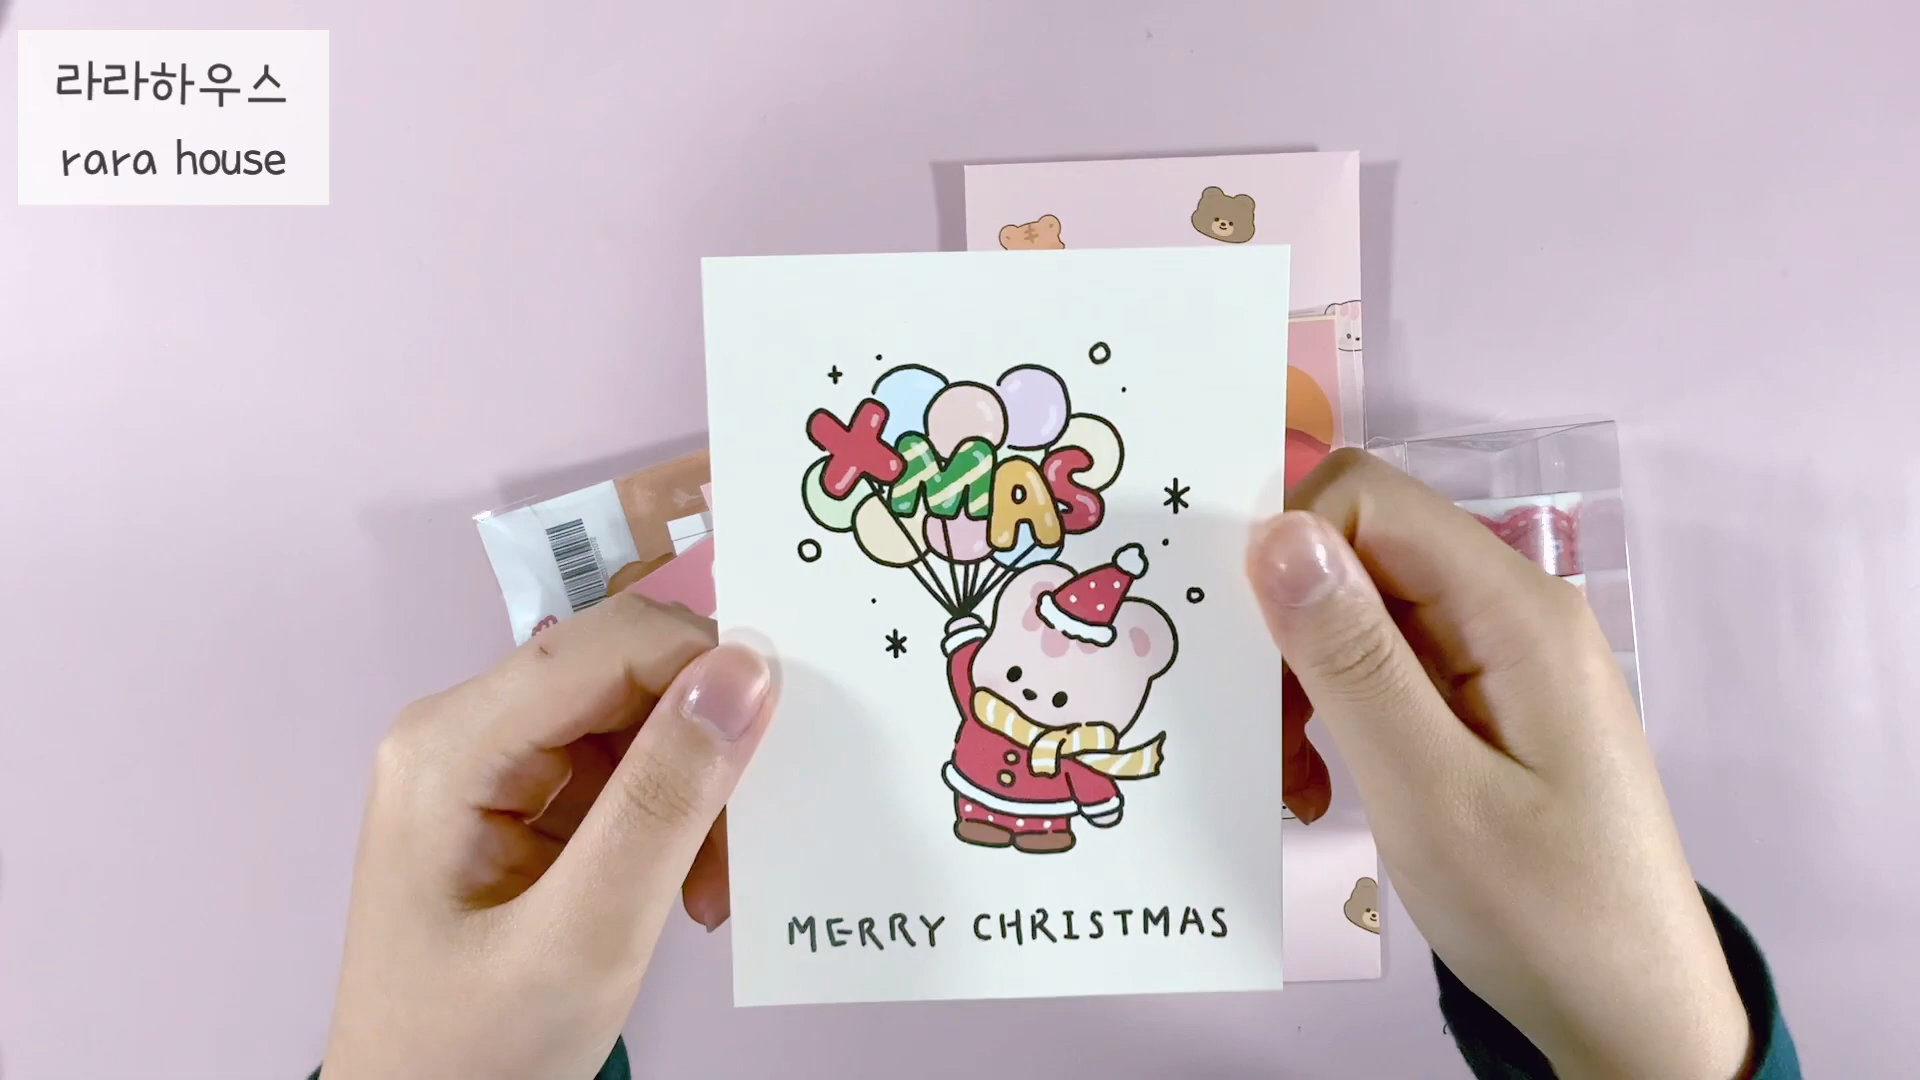 라라하우스
rara house
XMAS
MERRY CHRISTMAS